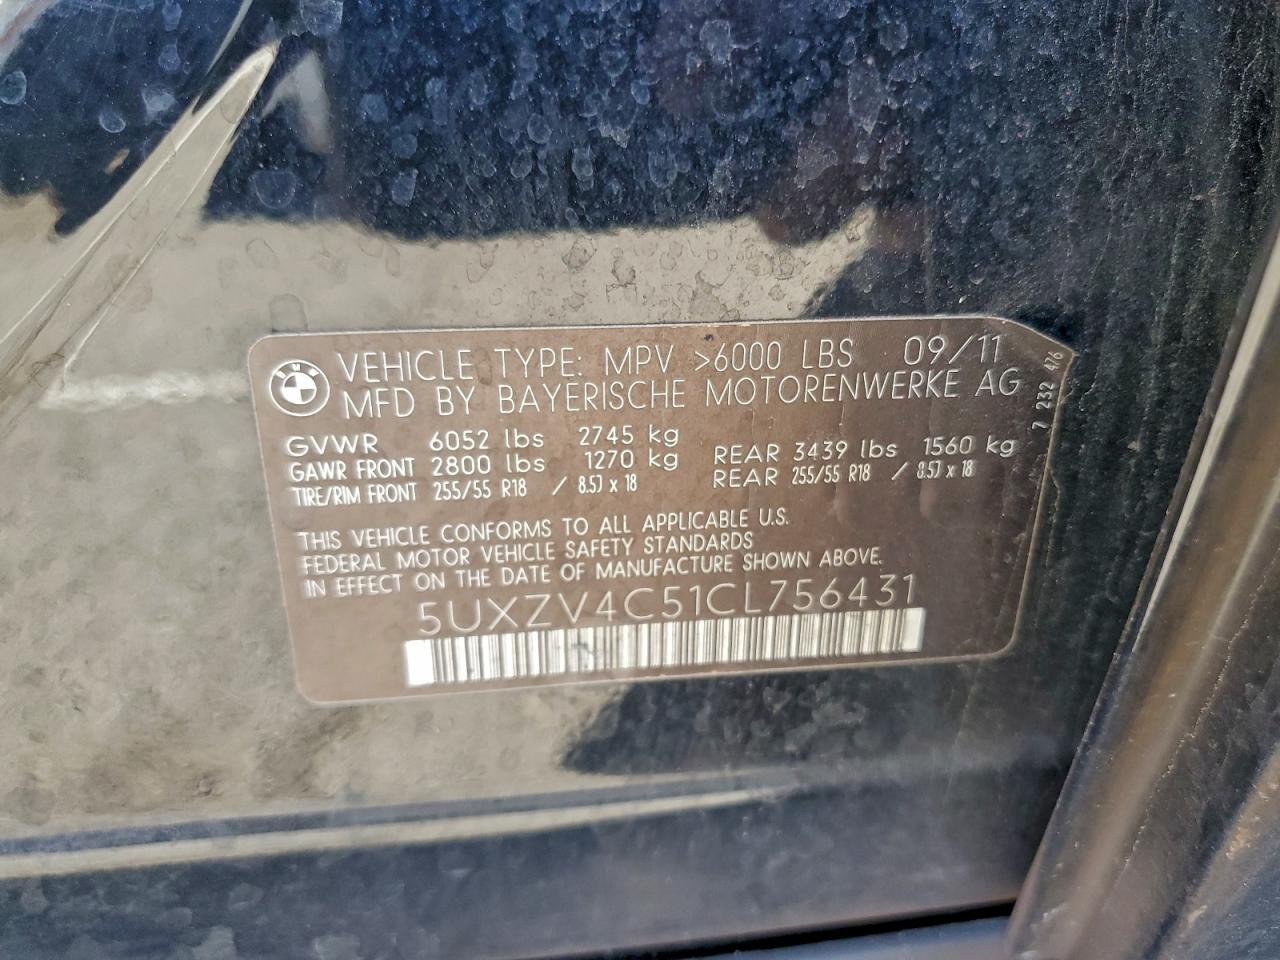 BMW
VEHICLE TYPE: MPV >6000 LBS 09/11
MFD BY BAYERISCHE MOTORENWERKE AG
7 232 476
GVWR 6052 lbs 2745 kg
GAWR FRONT 2800 lbs 1270 kg REAR 3439 lbs 1560 kg
TIRE/RIM FRONT 255/55 R18 / 8.5J x 18 REAR 255/55 R18 / 8.5J x 18
THIS VEHICLE CONFORMS TO ALL APPLICABLE U.S.
FEDERAL MOTOR VEHICLE SAFETY STANDARDS
IN EFFECT ON THE DATE OF MANUFACTURE SHOWN ABOVE.
5UXZV4C51CL756431